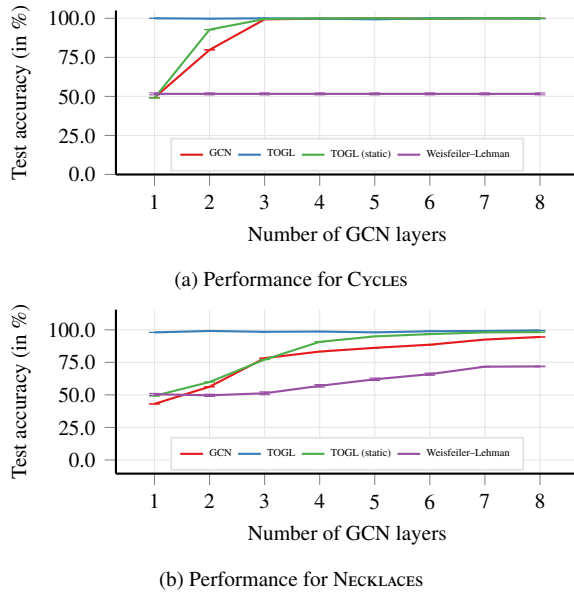 Test accuracy (in %)
100.0
75.0
50.0
25.0
0.0
GCN TOGL TOGL (static) Weisfeiler–Lehman
1 2 3 4 5 6 7 8
Number of GCN layers
(a) Performance for CYCLES
Test accuracy (in %)
100.0
75.0
50.0
25.0
0.0
GCN TOGL TOGL (static) Weisfeiler–Lehman
1 2 3 4 5 6 7 8
Number of GCN layers
(b) Performance for NECKLACES